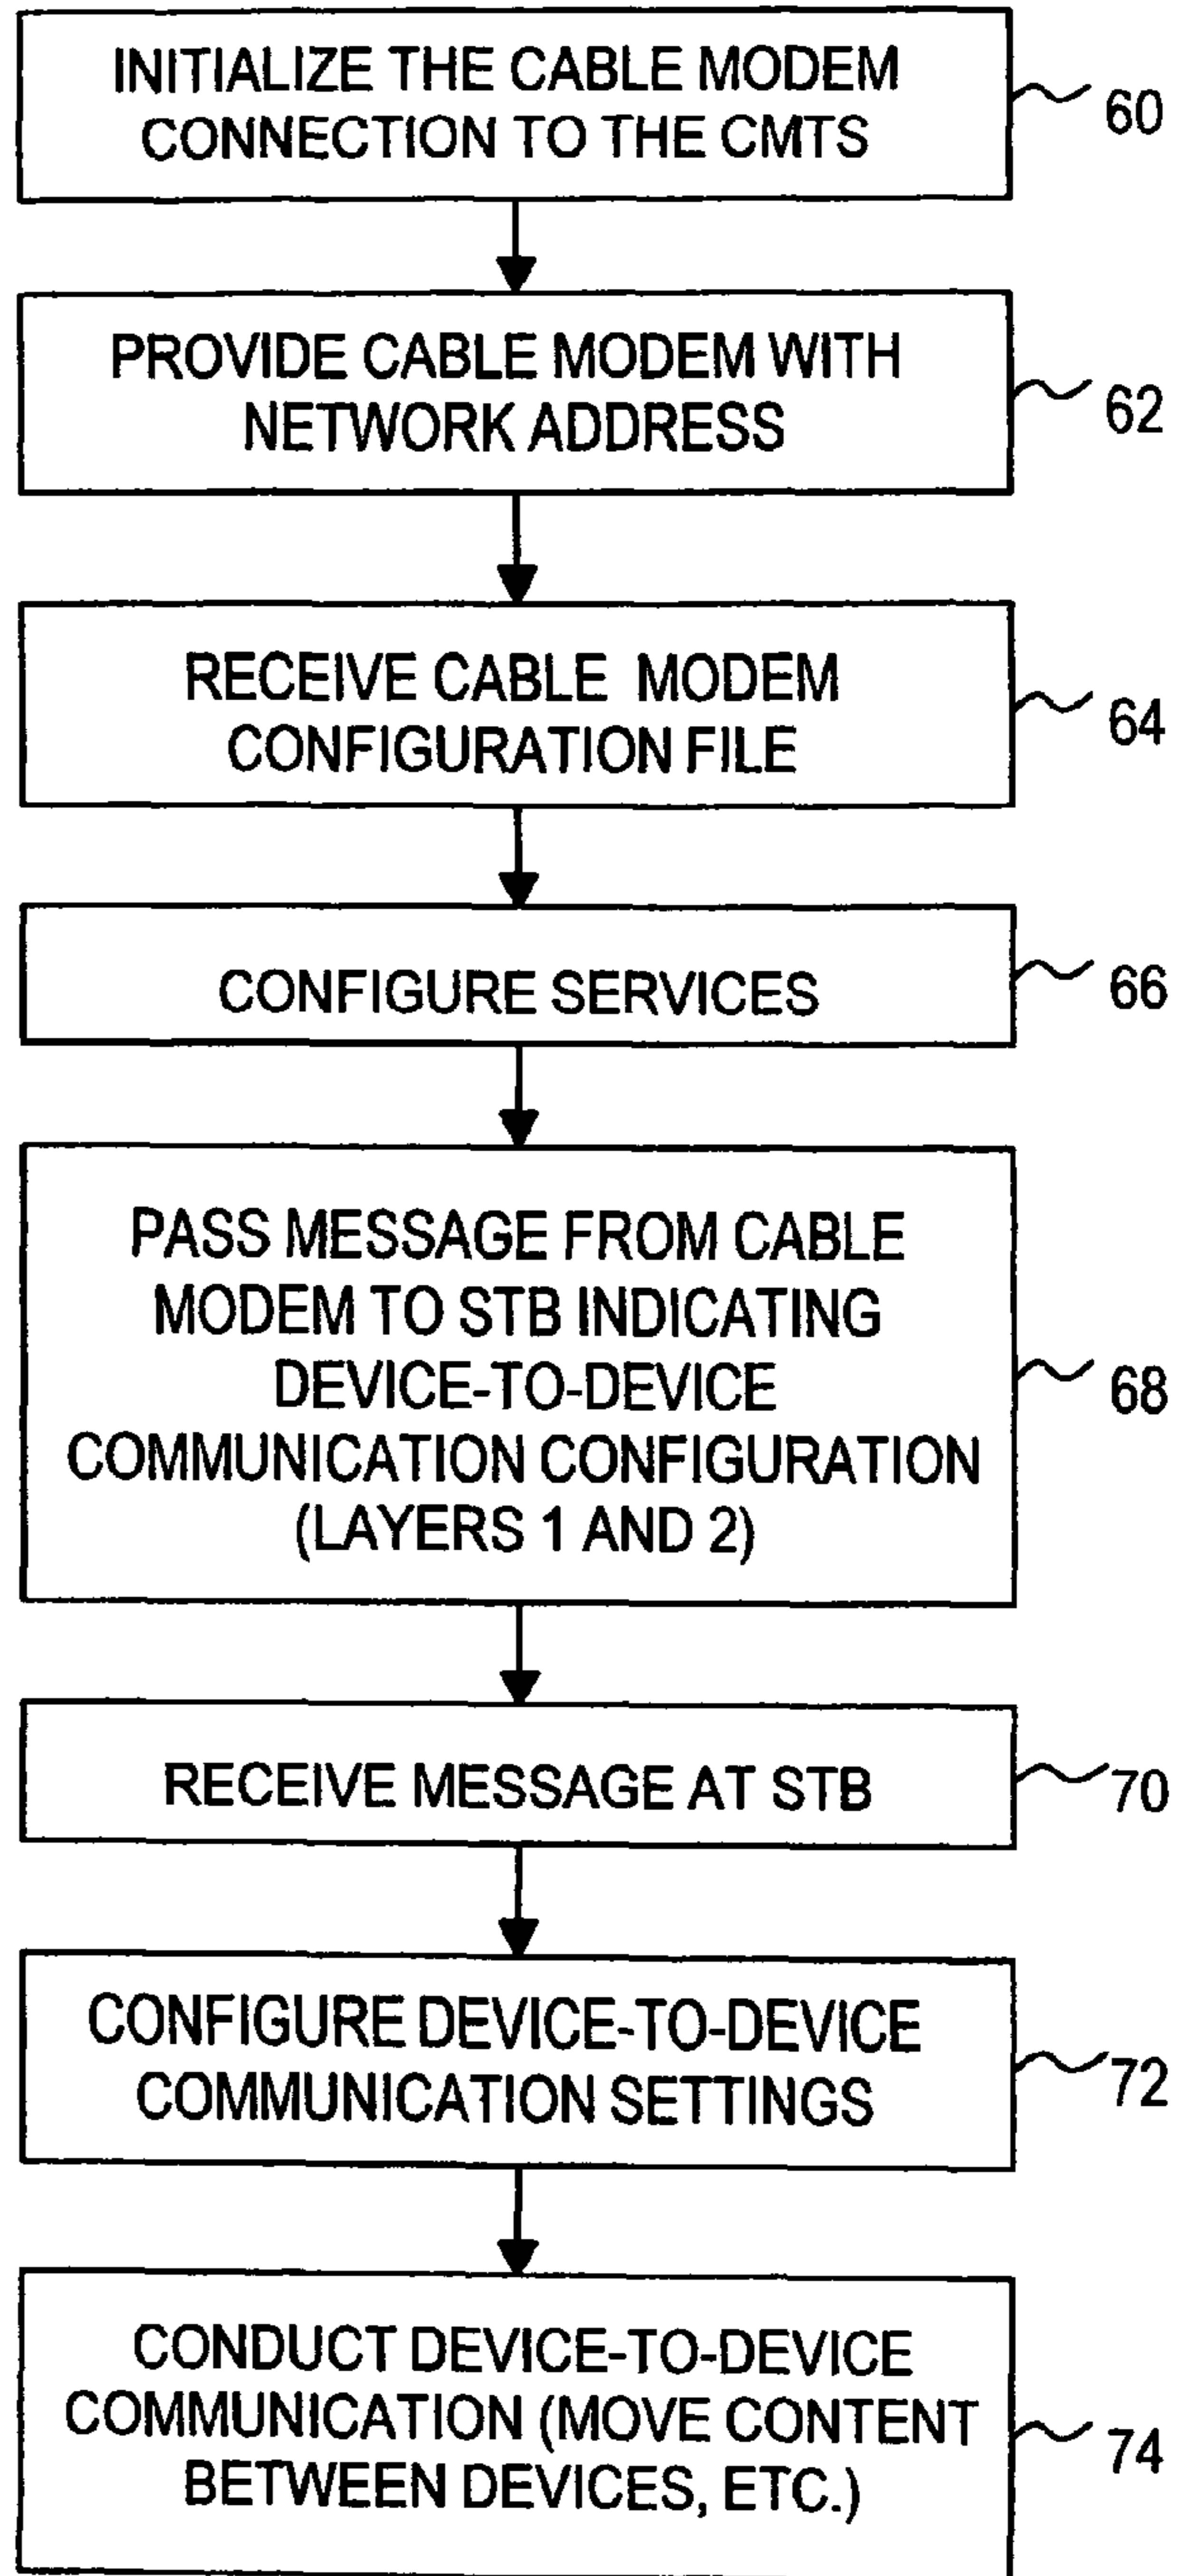 INITIALIZE THE CABLE MODEM
CONNECTION TO THE CMTS
60
PROVIDE CABLE MODEM WITH
NETWORK ADDRESS
62
RECEIVE CABLE MODEM
CONFIGURATION FILE
64
CONFIGURE SERVICES
66
PASS MESSAGE FROM CABLE
MODEM TO STB INDICATING
DEVICE-TO-DEVICE
COMMUNICATION CONFIGURATION
(LAYERS 1 AND 2)
68
RECEIVE MESSAGE AT STB
70
CONFIGURE DEVICE-TO-DEVICE
COMMUNICATION SETTINGS
72
CONDUCT DEVICE-TO-DEVICE
COMMUNICATION (MOVE CONTENT
BETWEEN DEVICES, ETC.)
74